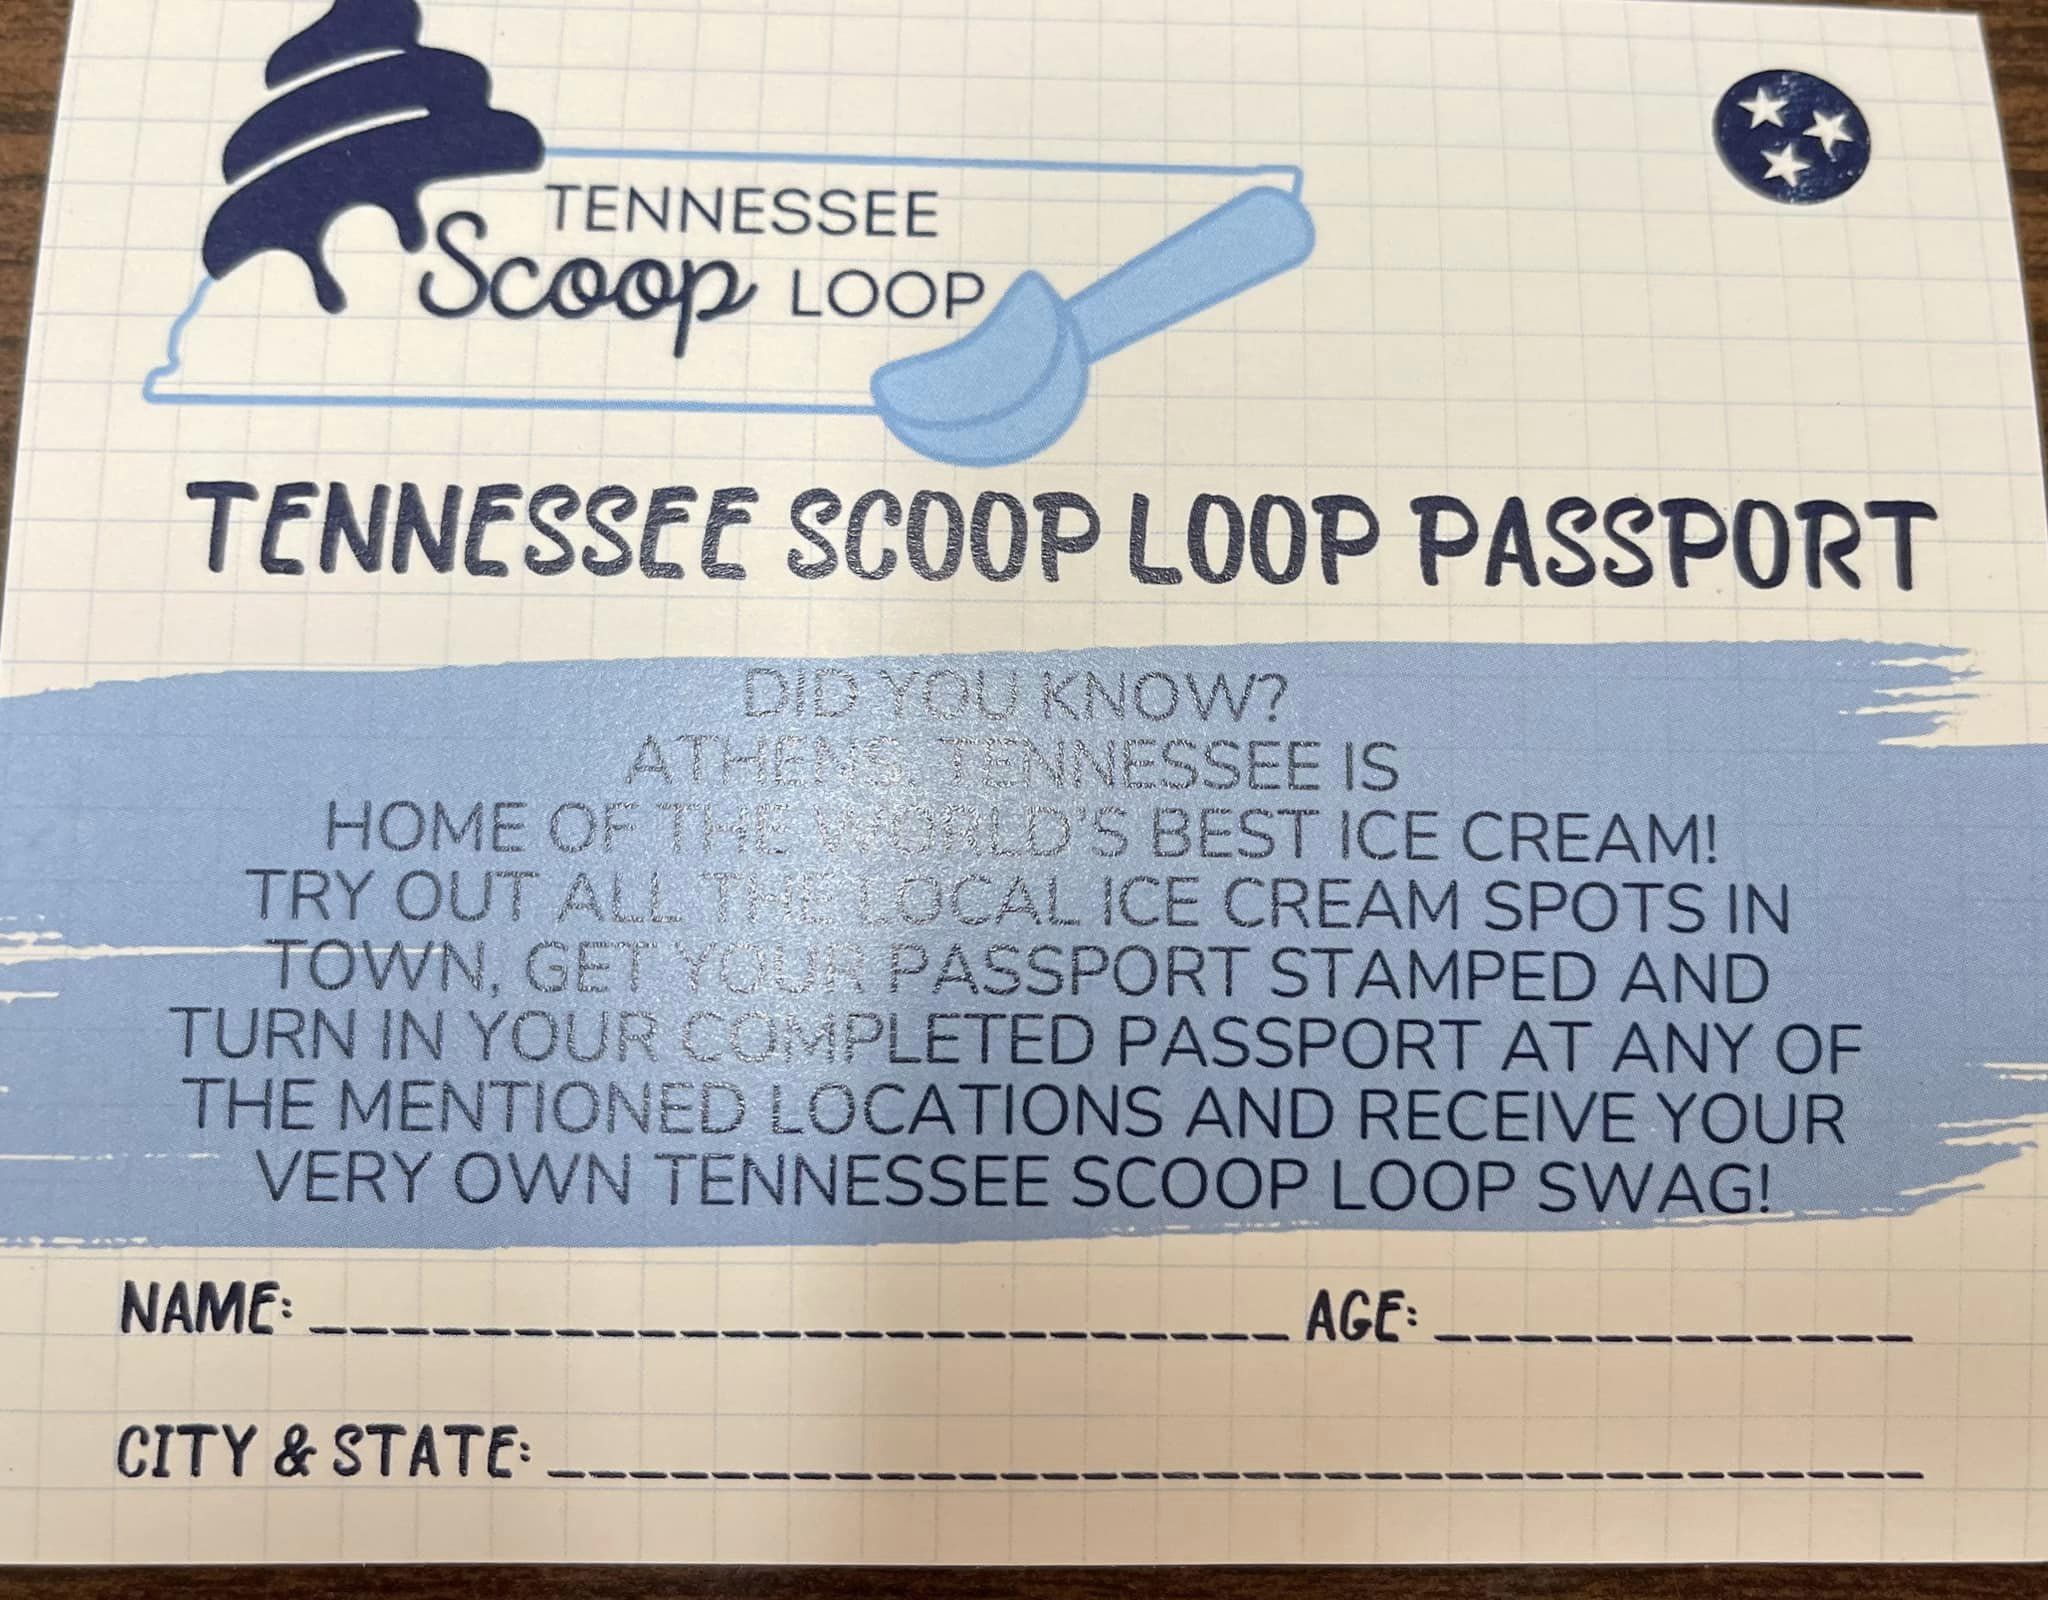 TENNESSEE
Scoop LOOP
TENNESSEE SCOOP LOOP PASSPORT
DID YOU KNOW?
ATHENS, TENNESSEE IS
HOME OF THE WORLD'S BEST ICE CREAM!
TRY OUT ALL THE LOCAL ICE CREAM SPOTS IN
TOWN, GET YOUR PASSPORT STAMPED AND
TURN IN YOUR COMPLETED PASSPORT AT ANY OF
THE MENTIONED LOCATIONS AND RECEIVE YOUR
VERY OWN TENNESSEE SCOOP LOOP SWAG!
NAME: ________________________ AGE: ____________
CITY & STATE: __________________________________